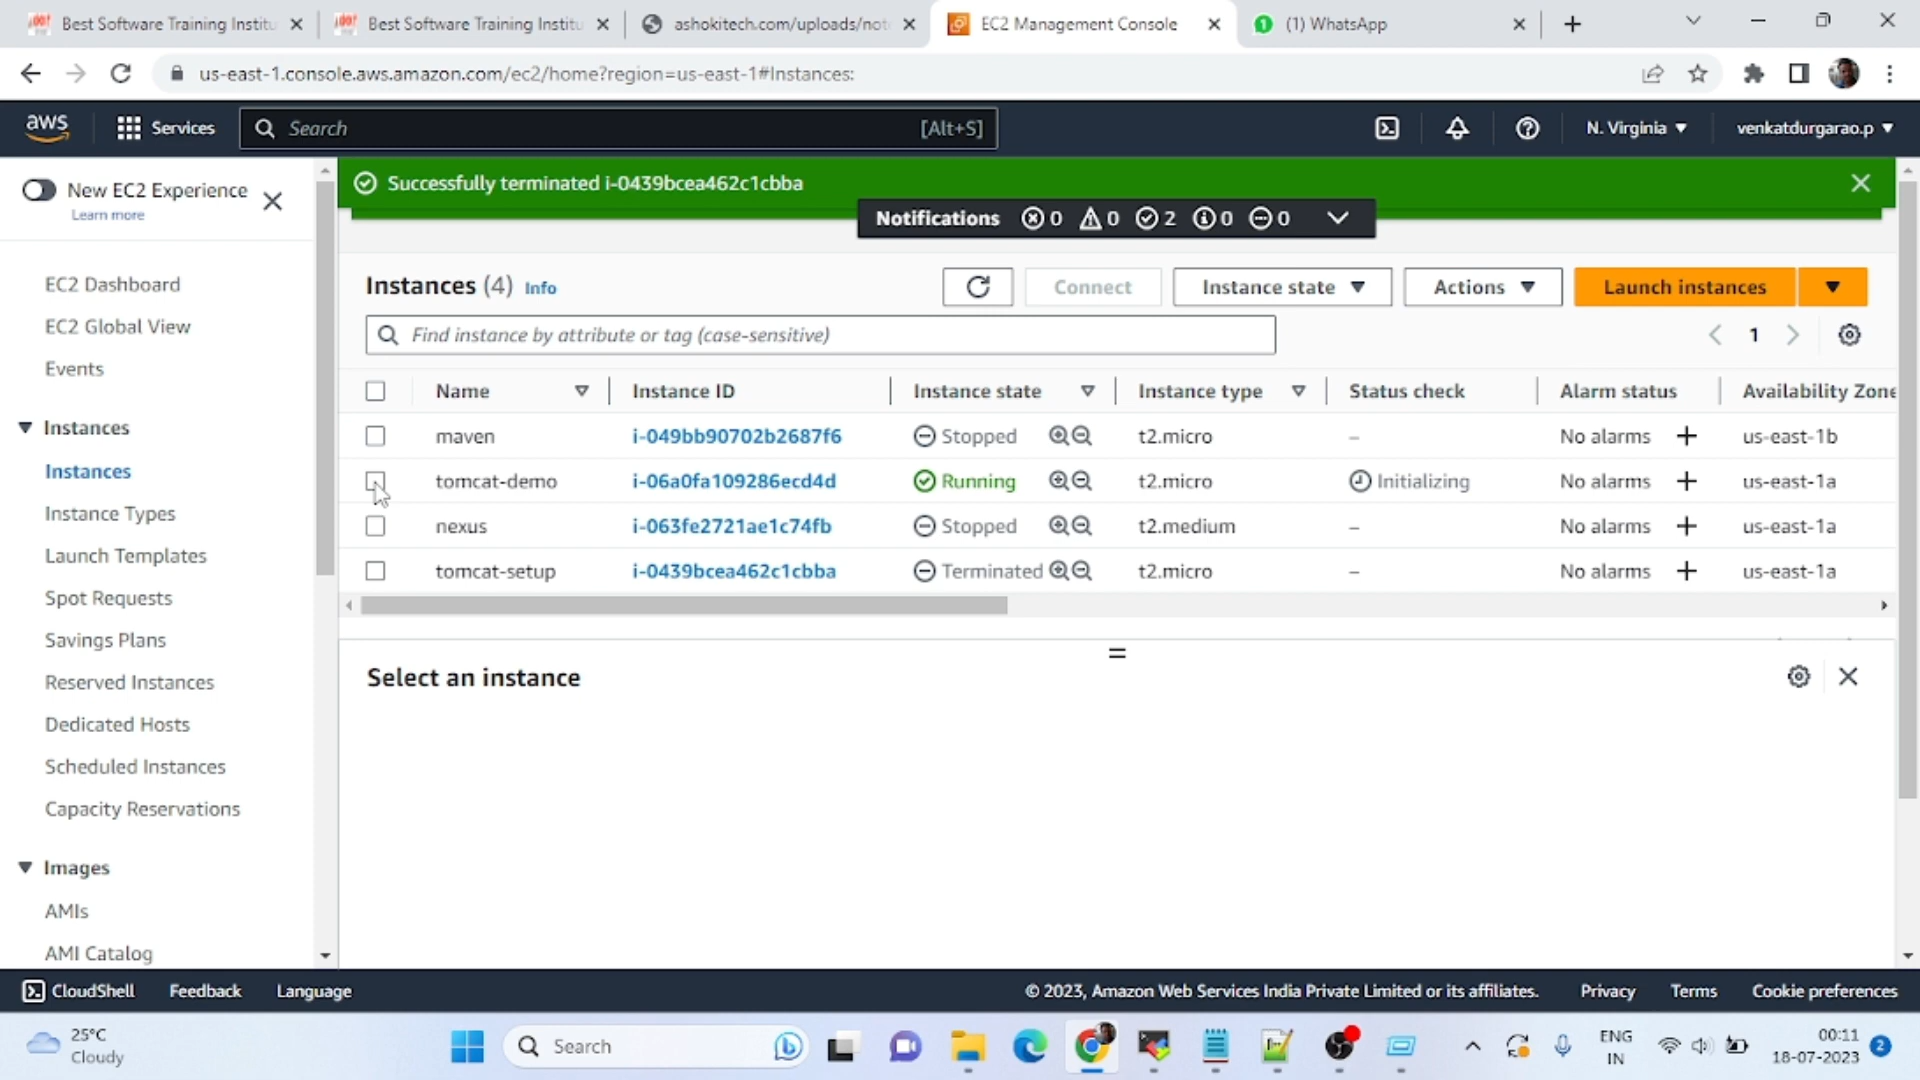 Best Software Training Institu
Best Software Training Institu
ashokitech.com/uploads/not
EC2 Management Console
(1) WhatsApp
us-east-1.console.aws.amazon.com/ec2/home?region=us-east-1#Instances:
aws
Services
Search
[Alt+S]
N. Virginia
venkatdurgarao.p
New EC2 Experience
Learn more
EC2 Dashboard
EC2 Global View
Events
Instances
Instances
Instance Types
Launch Templates
Spot Requests
Savings Plans
Reserved Instances
Dedicated Hosts
Scheduled Instances
Capacity Reservations
Images
AMIs
AMI Catalog
Successfully terminated i-0439bcea462c1cbba
Notifications 0 0 2 0 0
Instances (4) Info
Connect
Instance state
Actions
Launch instances
Find instance by attribute or tag (case-sensitive)
1
Name Instance ID Instance state Instance type Status check Alarm status Availability Zone
maven i-049bb90702b2687f6 Stopped t2.micro – No alarms + us-east-1b
tomcat-demo i-06a0fa109286ecd4d Running t2.micro Initializing No alarms + us-east-1a
nexus i-063fe2721ae1c74fb Stopped t2.medium – No alarms + us-east-1a
tomcat-setup i-0439bcea462c1cbba Terminated t2.micro – No alarms + us-east-1a
Select an instance
CloudShell Feedback Language
© 2023, Amazon Web Services India Private Limited or its affiliates. Privacy Terms Cookie preferences
25°C
Cloudy
Search
ENG
IN
00:11
18-07-2023
2